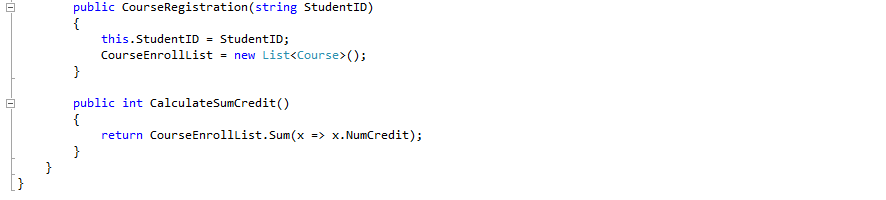 public CourseRegistration(string StudentID)
{
this.StudentID = StudentID;
CourseEnrollList = new List<Course>();
}
public int CalculateSumCredit()
{
return CourseEnrollList.Sum(x => x.NumCredit);
}
}
}